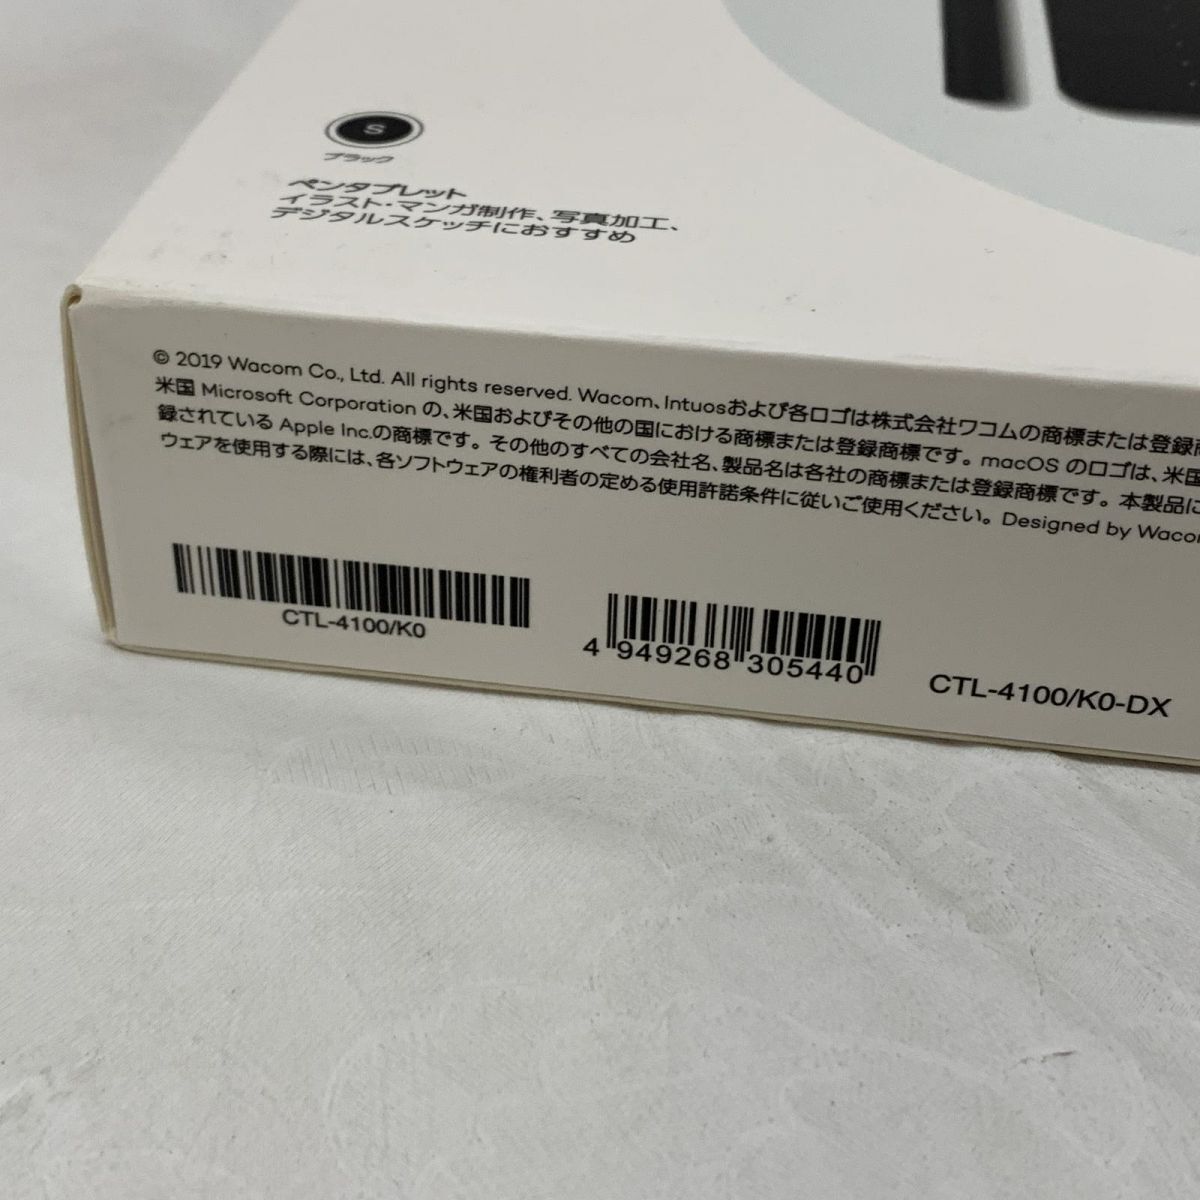 S
ブラック
ペンタブレット
イラスト・マンガ制作、写真加工、
デジタルスケッチにおすすめ
© 2019 Wacom Co., Ltd. All rights reserved. Wacom、Intuosおよび各ロゴは株式会社ワコムの商標または登録商
米国 Microsoft Corporation の、米国およびその他の国における商標または登録商標です。macOS のロゴは、米国
録されている Apple Inc.の商標です。その他のすべての会社名、製品名は各社の商標または登録商標です。本製品に
ウェアを使用する際には、各ソフトウェアの権利者の定める使用許諾条件に従いご使用ください。Designed by Wacom
CTL-4100/K0
4 949268 305440
CTL-4100/K0-DX